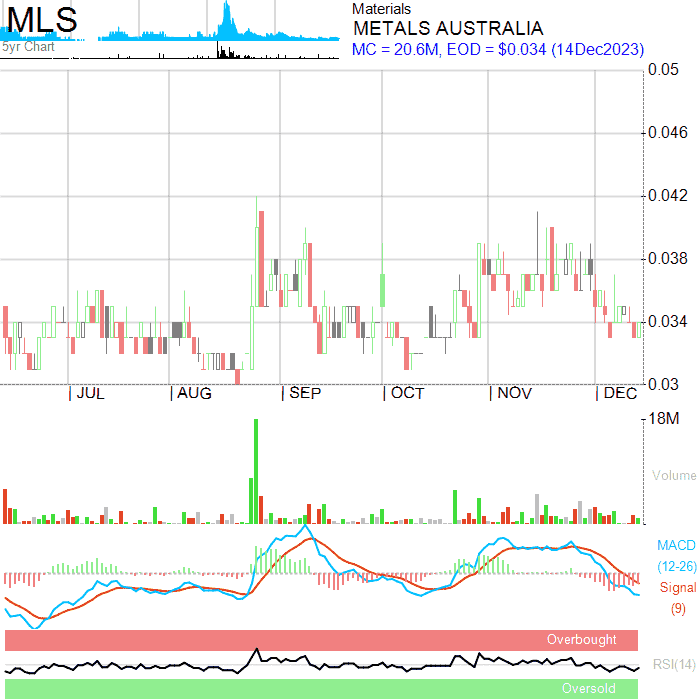 MLS
5yr Chart
Materials
METALS AUSTRALIA
MC = 20.6M, EOD = $0.034 (14Dec2023)
0.05
0.046
0.042
0.038
0.034
0.03
JUL AUG SEP OCT NOV DEC
18M
Volume
MACD
(12-26)
Signal
(9)
Overbought
RSI(14)
Oversold